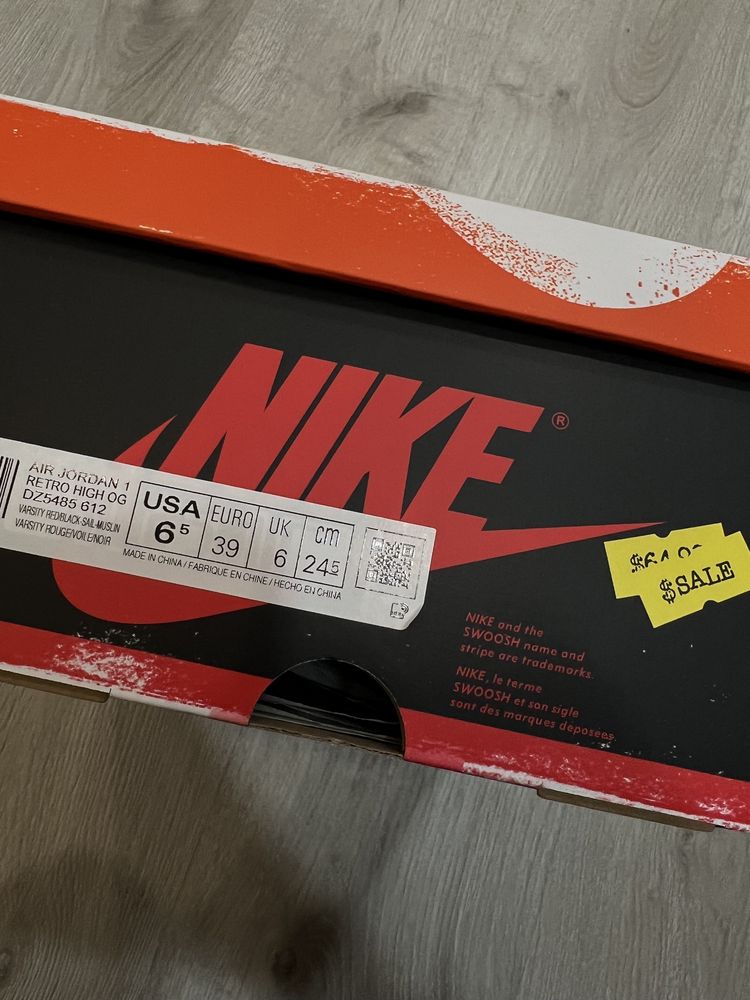 NIKE®
AIR JORDAN 1
RETRO HIGH OG
DZ5485 612
VARSITY RED/BLACK-SAIL-MUSLIN
VARSITY ROUGE/VOILE/NOIR
USA
6⁵
EURO
39
UK
6
cm
24⁵
MADE IN CHINA / FABRIQUE EN CHINE / HECHO EN CHINA
$SALE
NIKE and the
SWOOSH name and
stripe are trademarks.
NIKE, le terme
SWOOSH et son sigle
sont des marques deposees.